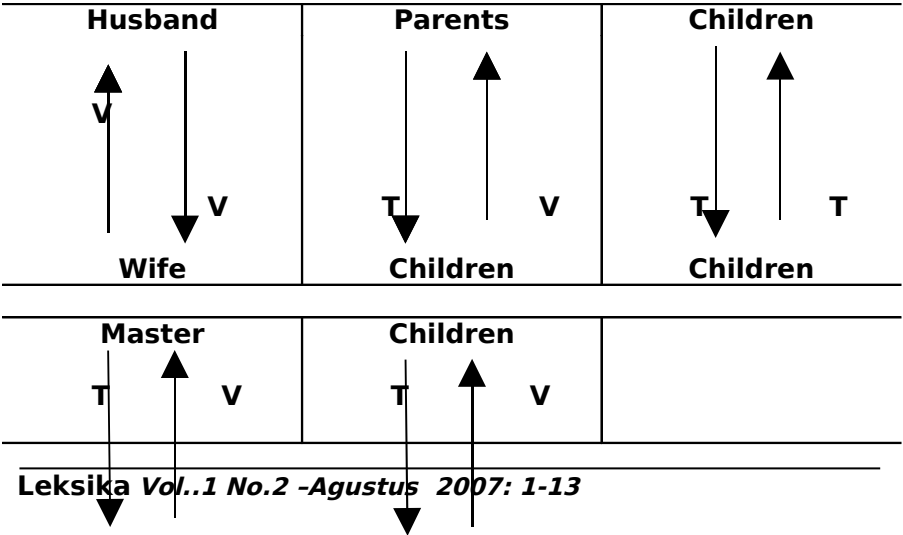 Husband Parents Children
V
V T V T T
Wife Children Children
Master Children
T V T V
Leksika Vol..1 No.2 –Agustus 2007: 1-13